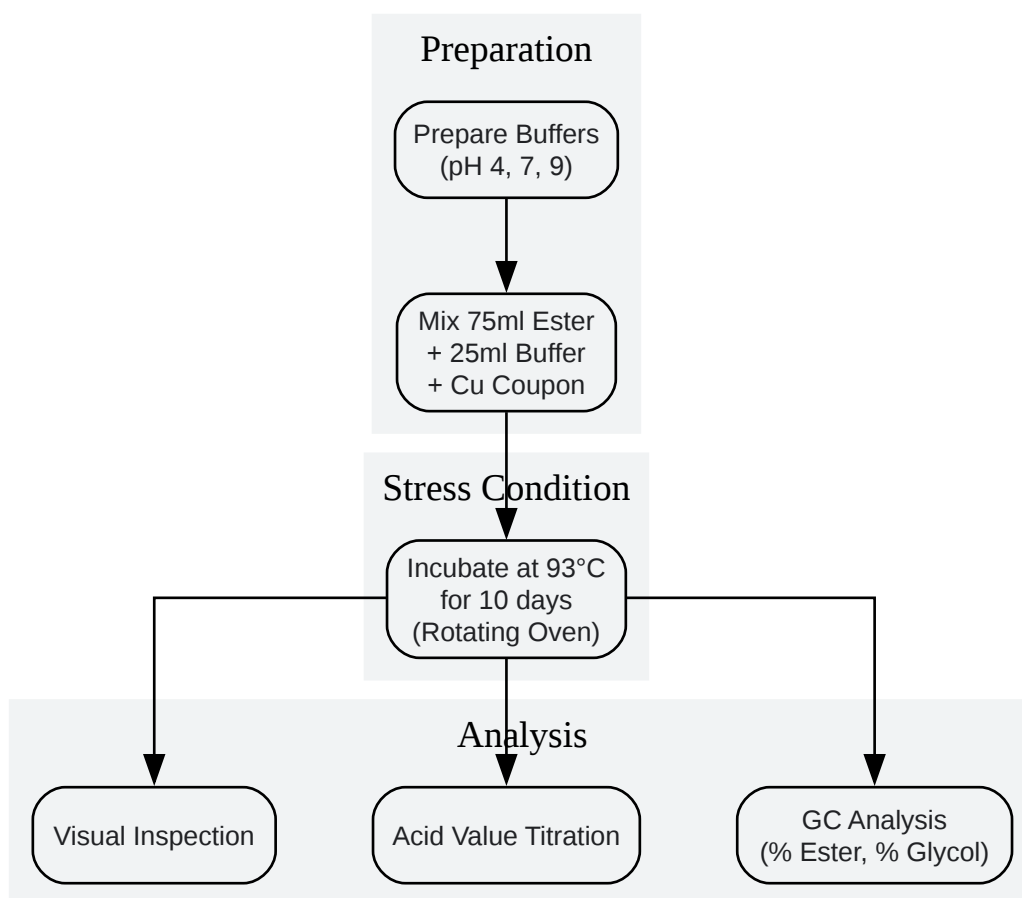 Preparation
Prepare Buffers
(pH 4, 7, 9)
Mix 75ml Ester
+ 25ml Buffer
+ Cu Coupon
Stress Condition
Incubate at 93°C
for 10 days
(Rotating Oven)
Analysis
Visual Inspection
Acid Value Titration
GC Analysis
(% Ester, % Glycol)